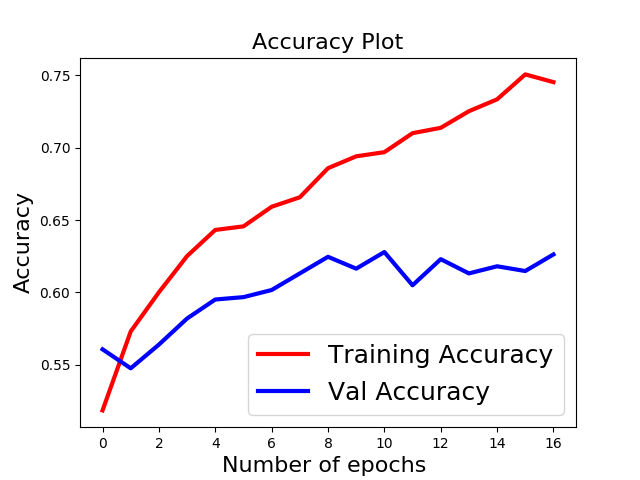 Accuracy Plot
Accuracy
0.75
0.70
0.65
0.60
0.55
Training Accuracy
Val Accuracy
0 2 4 6 8 10 12 14 16
Number of epochs